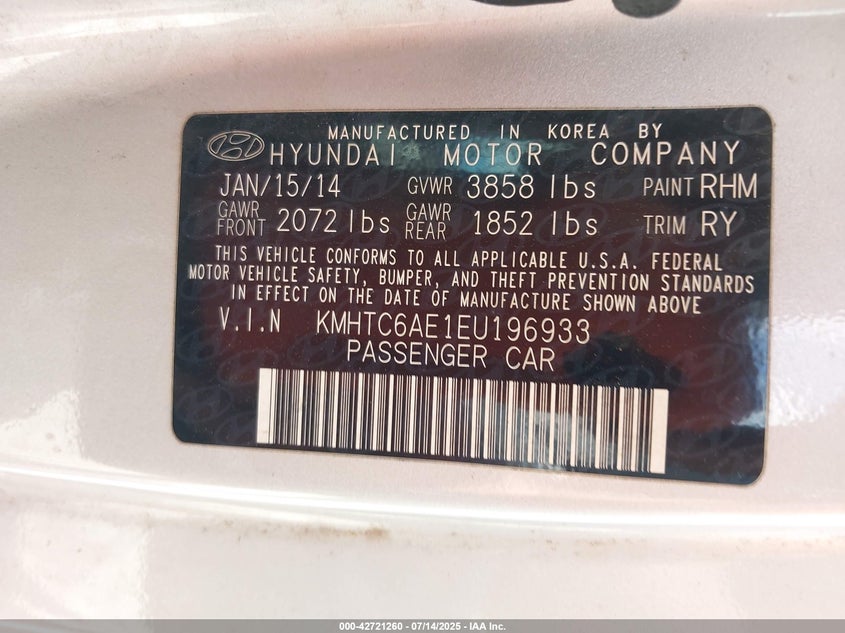 MANUFACTURED IN KOREA BY
HYUNDAI MOTOR COMPANY
JAN/15/14 GVWR 3858 lbs PAINT RHM
GAWR FRONT 2072 lbs GAWR REAR 1852 lbs TRIM RY
THIS VEHICLE CONFORMS TO ALL APPLICABLE U.S.A. FEDERAL
MOTOR VEHICLE SAFETY, BUMPER, AND THEFT PREVENTION STANDARDS
IN EFFECT ON THE DATE OF MANUFACTURE SHOWN ABOVE
V.I.N KMHTC6AE1EU196933
PASSENGER CAR
000-42721260 - 07/14/2025 - IAA Inc.